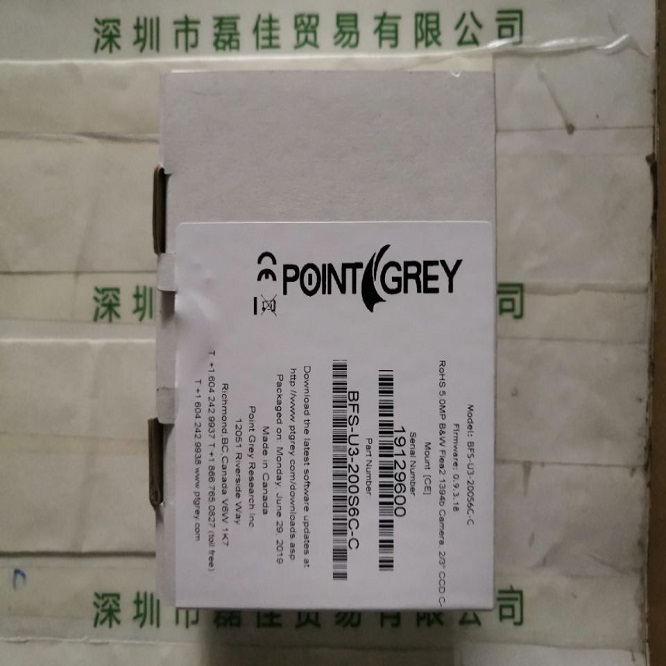 深圳市磊佳贸易有限公司
POINT GREY
Model: BFS-U3-200S6C-C
Firmware: 0.9.3.18
RoHS 5.0MP B&W Flea2 1394b Camera 2/3" CCD C-
Mount [CE]
Serial Number
19129600
Part Number
BFS-U3-200S6C-C
Download the latest software updates at
http://www.ptgrey.com/downloads.asp
Packaged on Monday, June 29, 2019
Made in Canada
Point Grey Research Inc
12051 Riverside Way
Richmond,BC Canada V6W 1K7
T +1 604 242 9937 T +1 866 765 0827 (toll free)
T +1 604 242 9938 www.ptgrey.com
司
深圳市磊佳贸易有限公司